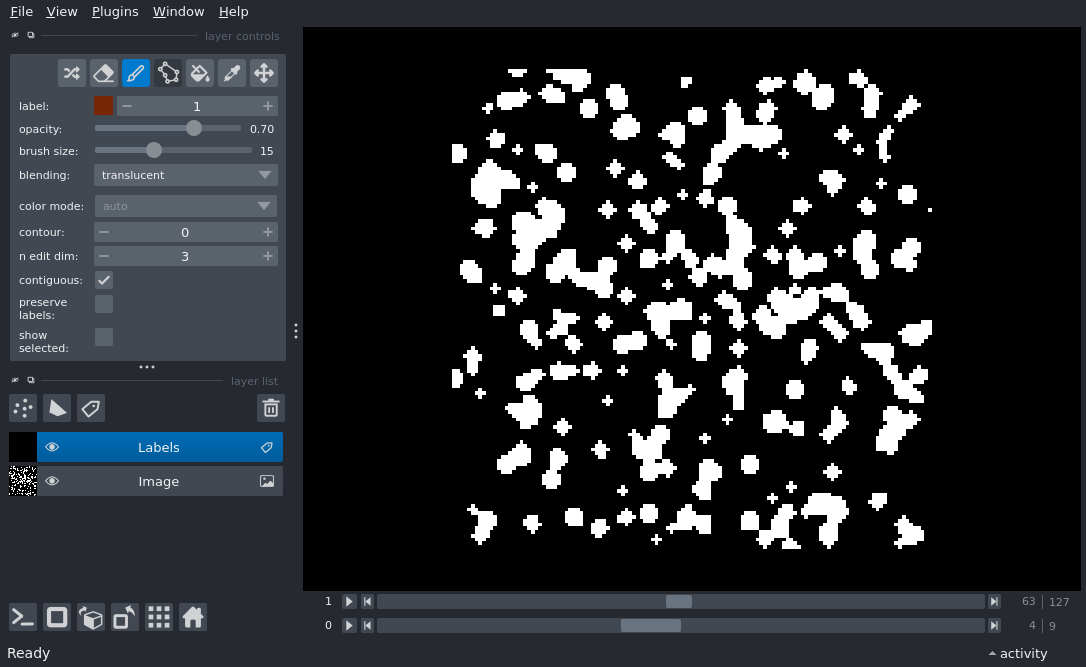 File View Plugins Window Help
layer controls
label: 1
opacity: 0.70
brush size: 15
blending: translucent
color mode: auto
contour: 0
n edit dim: 3
contiguous:
preserve
labels:
show
selected:
layer list
Labels
Image
1 63 127
0 4 9
Ready activity